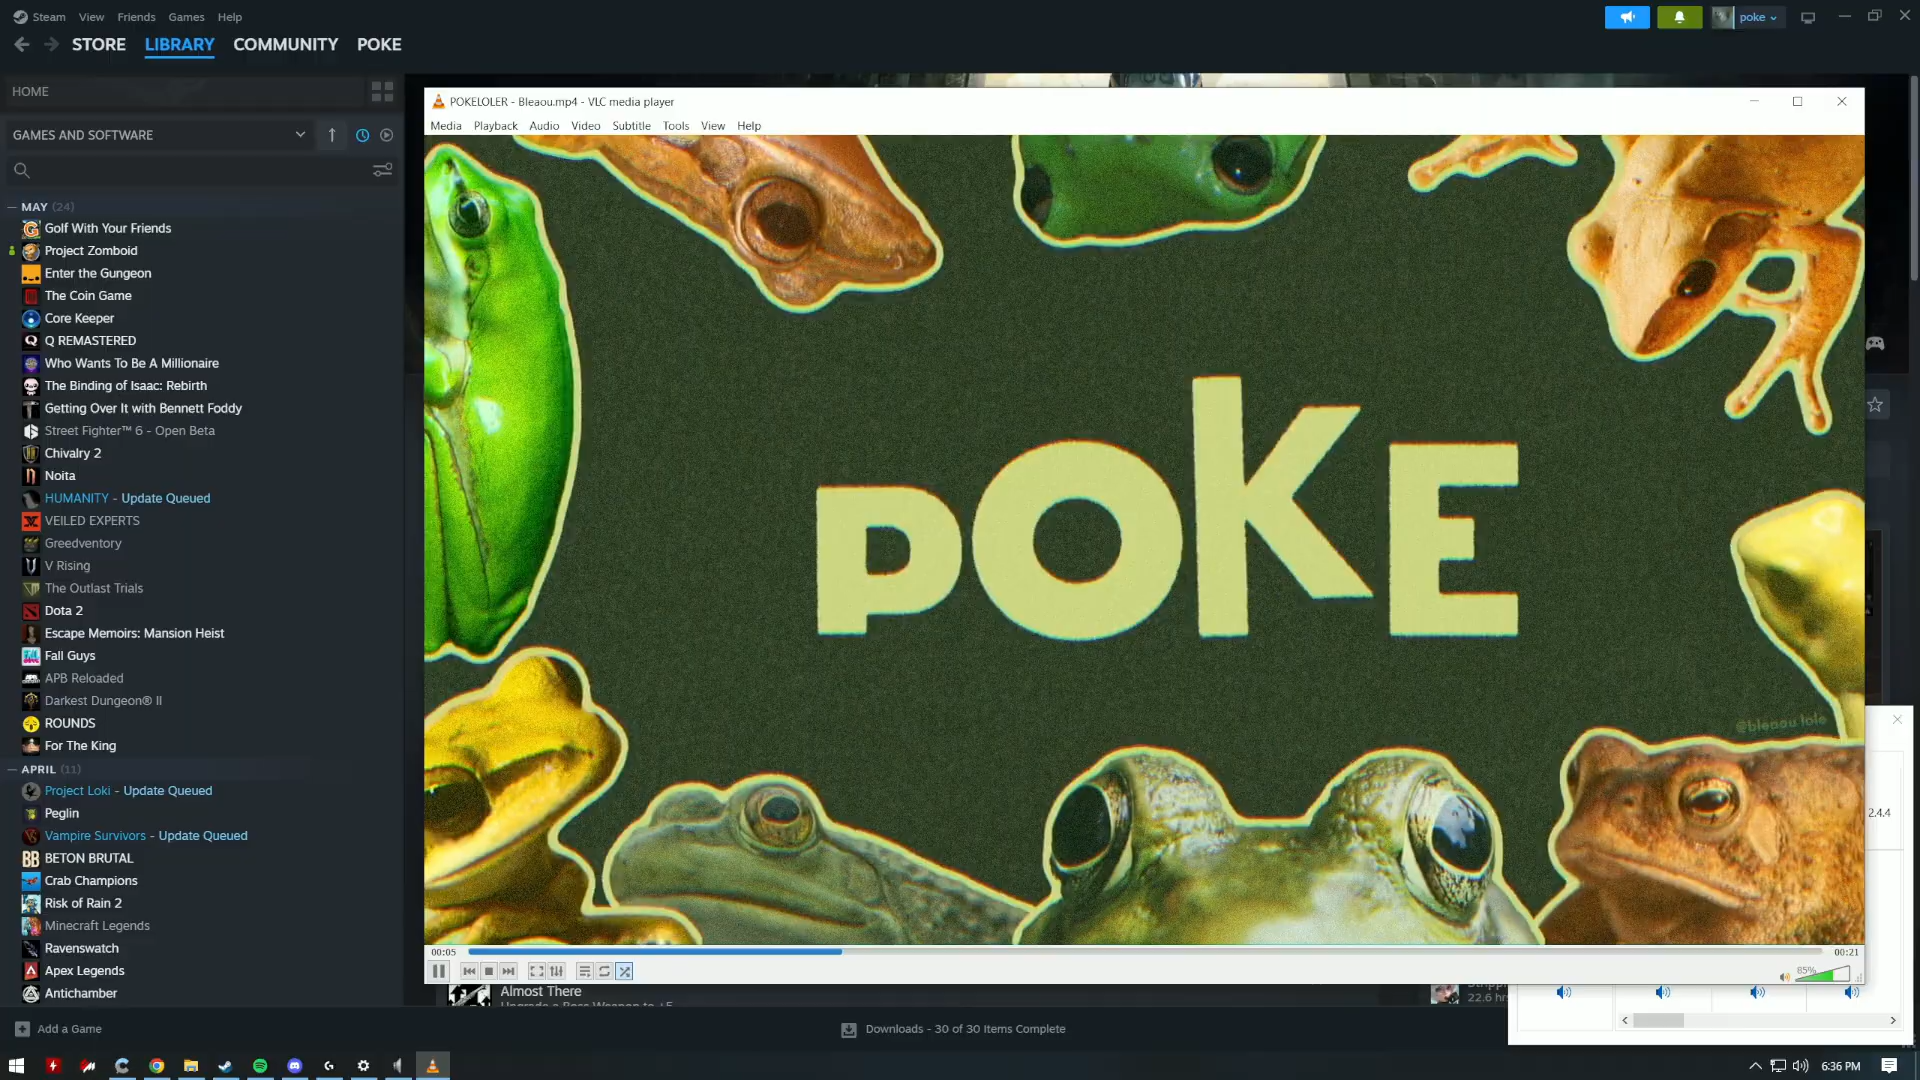 Steam View Friends Games Help
poke
STORE LIBRARY COMMUNITY POKE
HOME
GAMES AND SOFTWARE
— MAY (24)
Golf With Your Friends
Project Zomboid
Enter the Gungeon
The Coin Game
Core Keeper
Q REMASTERED
Who Wants To Be A Millionaire
The Binding of Isaac: Rebirth
Getting Over It with Bennett Foddy
Street Fighter™ 6 - Open Beta
Chivalry 2
Noita
HUMANITY - Update Queued
VEILED EXPERTS
Greedventory
V Rising
The Outlast Trials
Dota 2
Escape Memoirs: Mansion Heist
Fall Guys
APB Reloaded
Darkest Dungeon® II
ROUNDS
For The King
— APRIL (11)
Project Loki - Update Queued
Peglin
Vampire Survivors - Update Queued
BETON BRUTAL
Crab Champions
Risk of Rain 2
Minecraft Legends
Ravenswatch
Apex Legends
Antichamber
Add a Game
POKELOLER - Bleaou.mp4 - VLC media player
Media Playback Audio Video Subtitle Tools View Help
POKE
@bleaou lole
00:05
00:21
85%
2.4.4
Almost There
22.6 hrs
Downloads - 30 of 30 Items Complete
6:36 PM